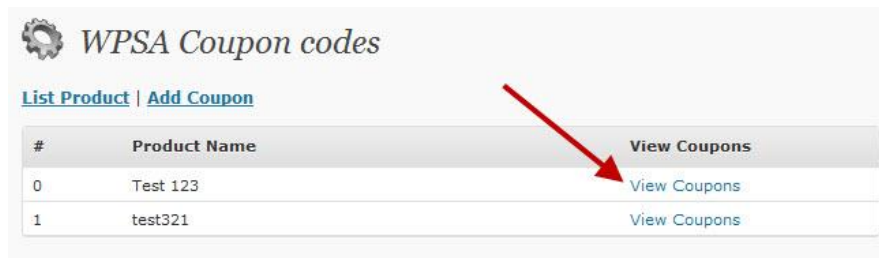 WPSA Coupon codes
List Product | Add Coupon
# Product Name View Coupons
0 Test 123 View Coupons
1 test321 View Coupons